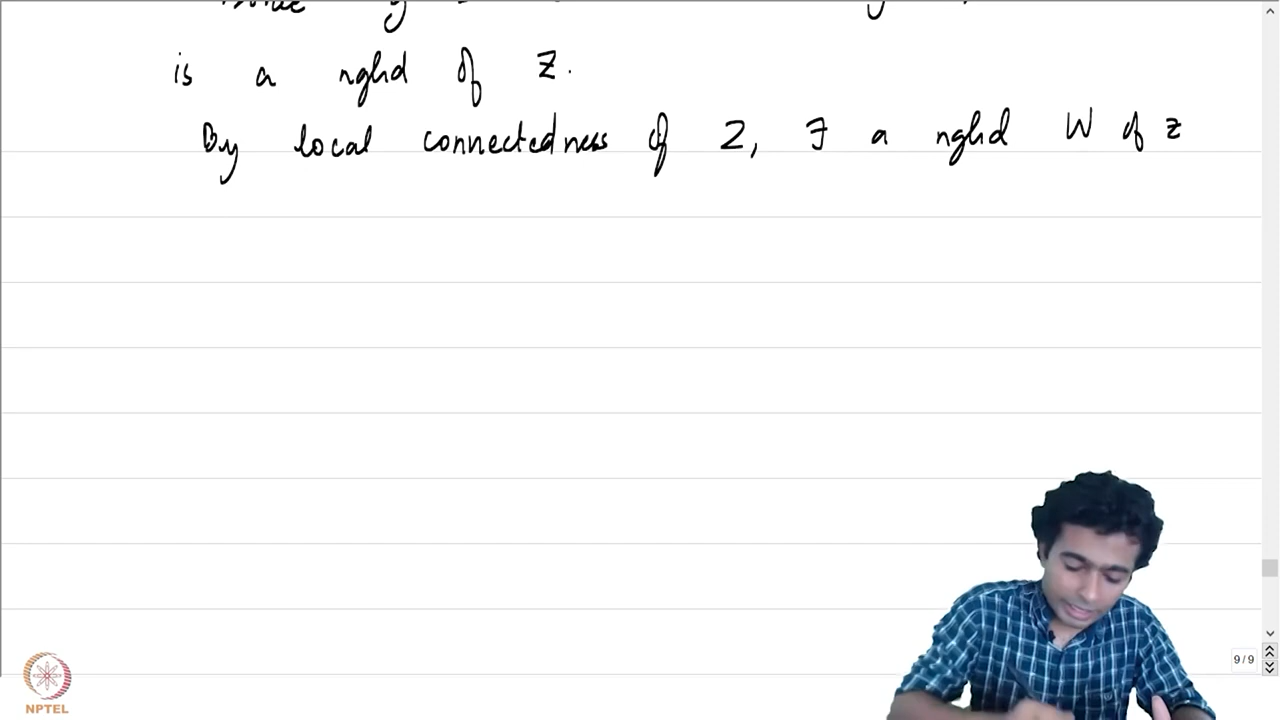 is a nghd of Z.
By local connectedness of Z, ∃ a nghd W of z
9/9
NPTEL